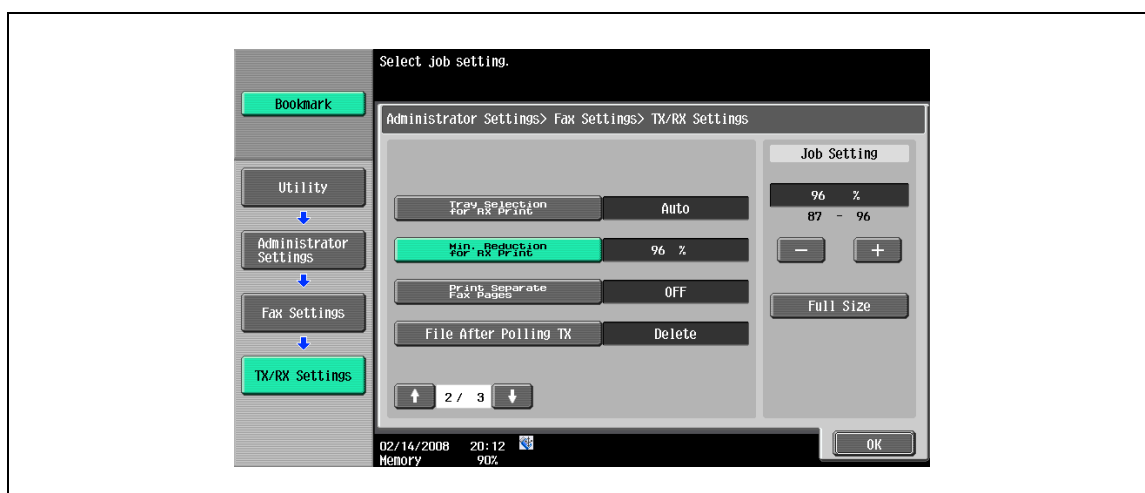 Select job setting.
Bookmark
Administrator Settings> Fax Settings> TX/RX Settings
Job Setting
Utility
Administrator
Settings
Fax Settings
TX/RX Settings
Tray Selection
for RX Print
Auto
Min. Reduction
for RX Print
96 %
Print Separate
Fax Pages
OFF
File After Polling TX
Delete
2/ 3
96 %
87 - 96
− +
Full Size
02/14/2008 20:12
Memory 90%
OK